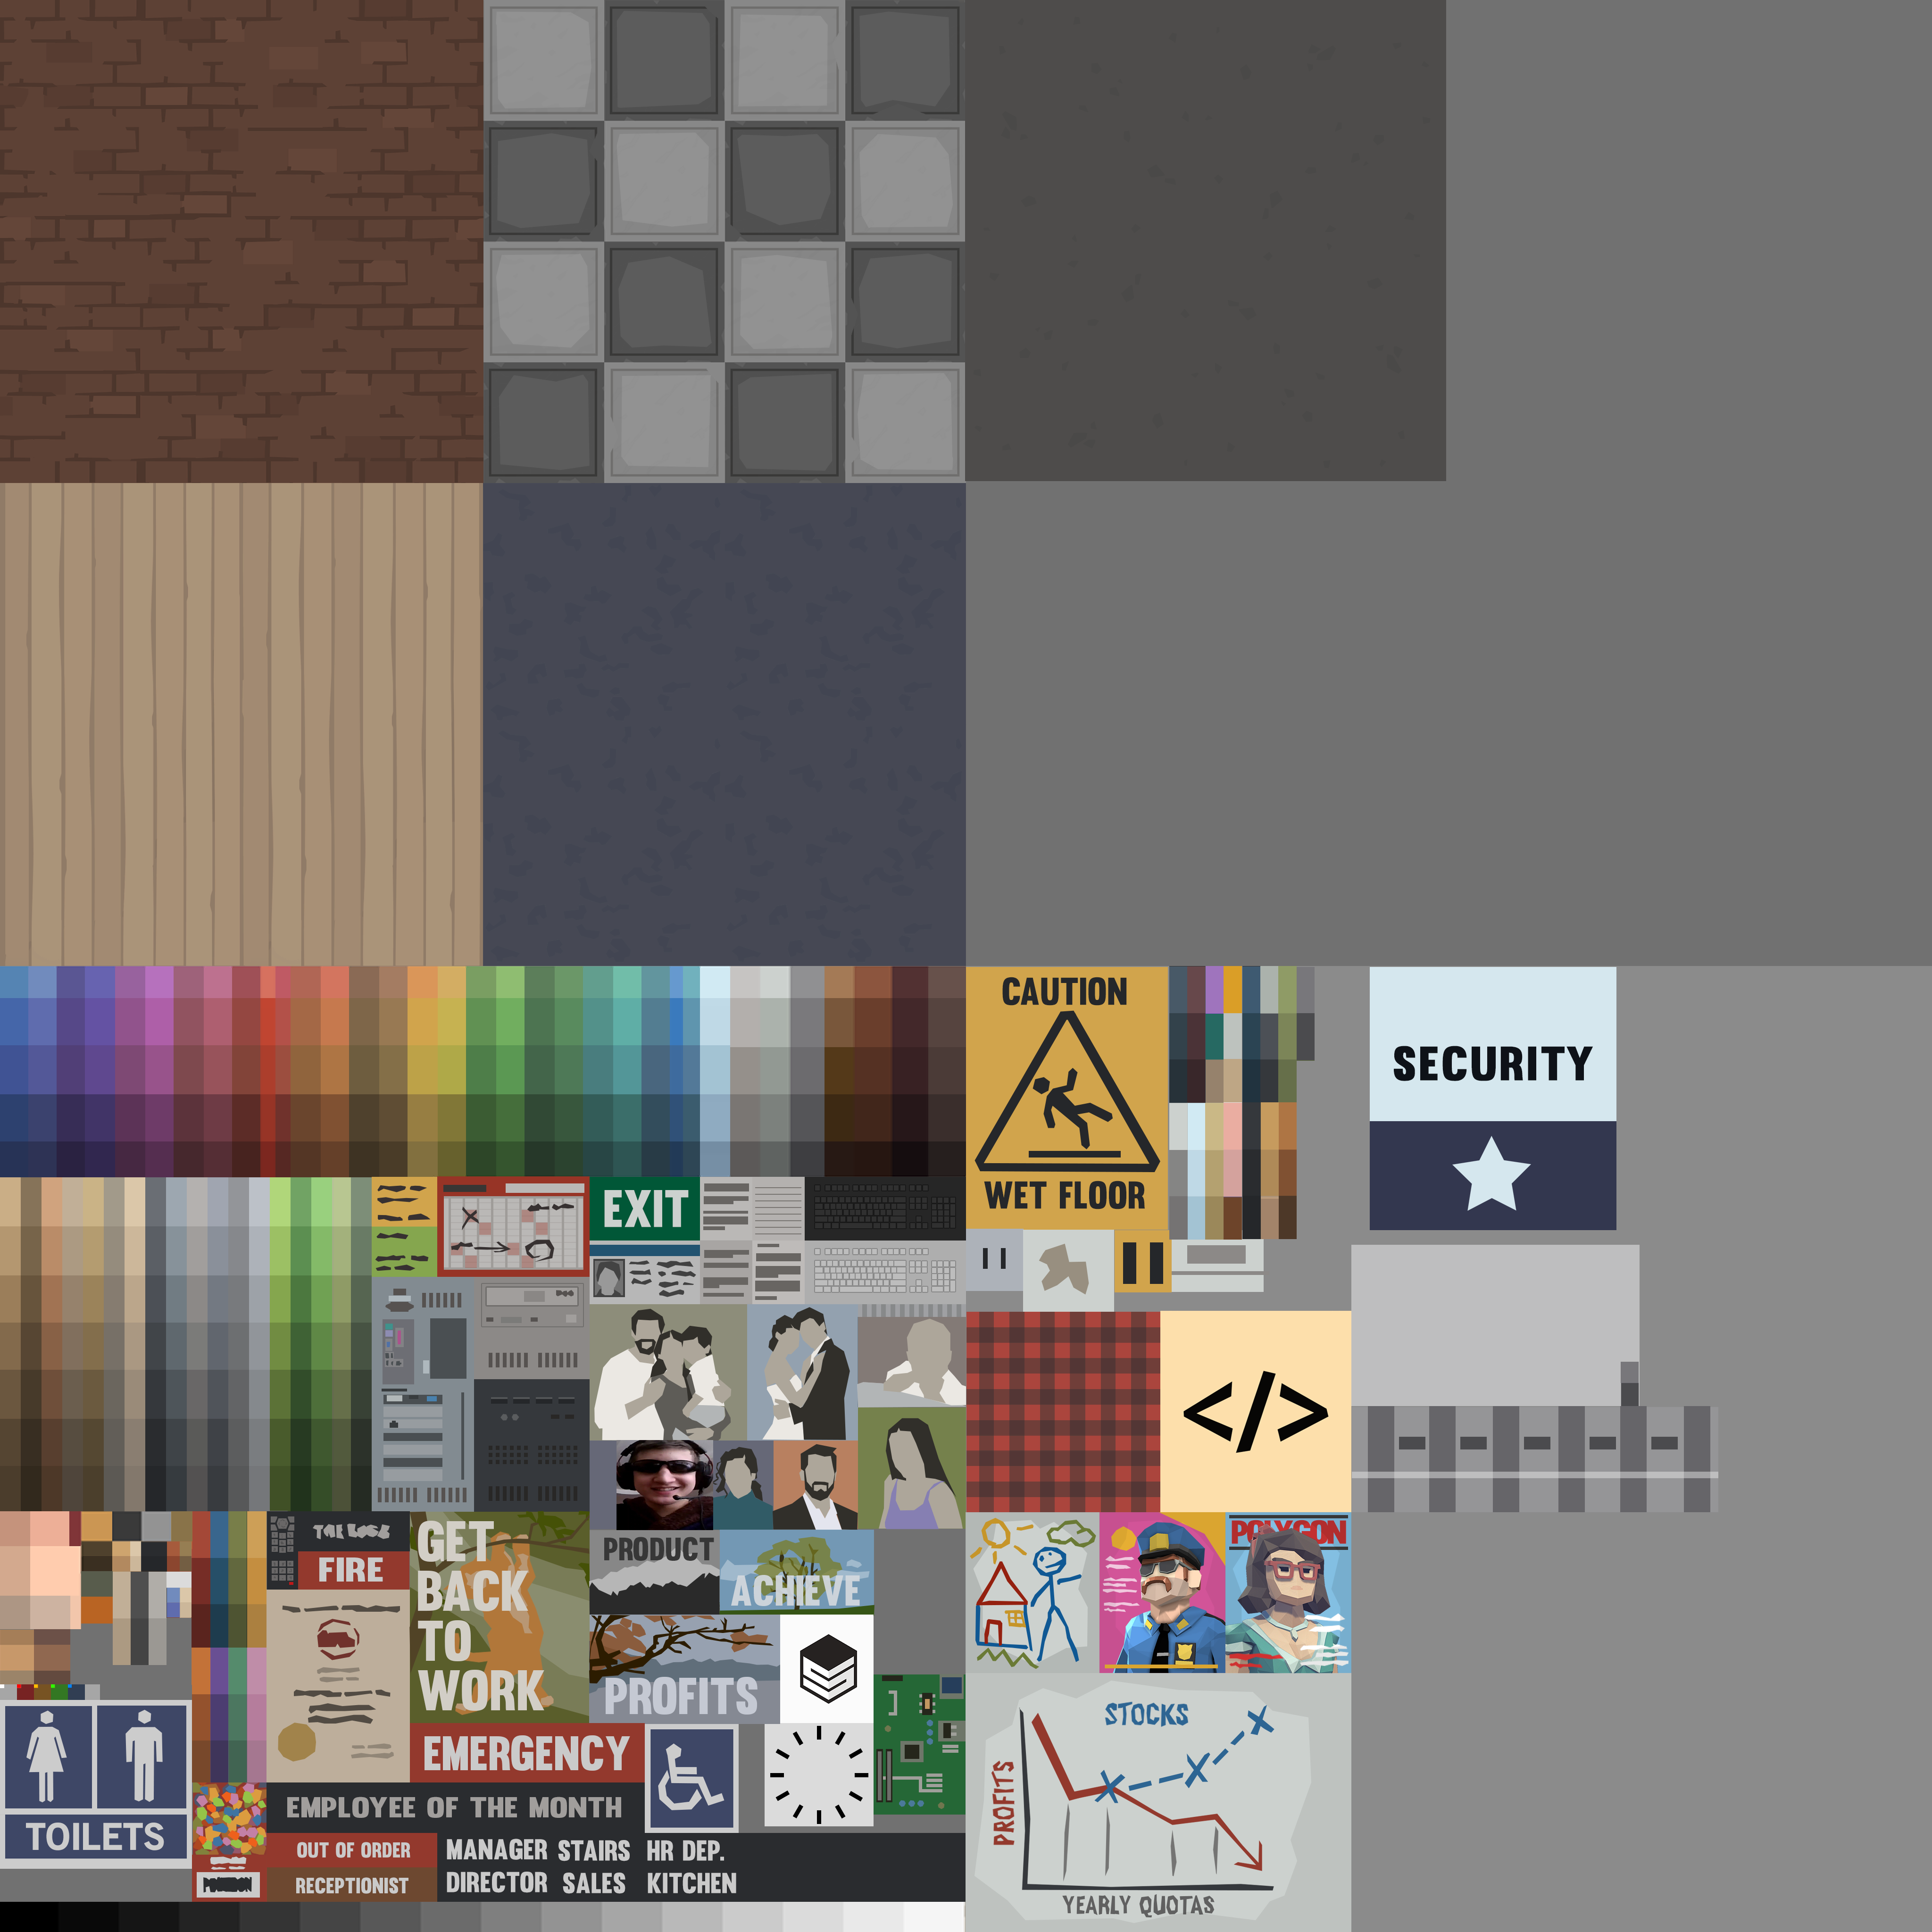 CAUTION
WET FLOOR
SECURITY
EXIT
</>
FIRE
GET
BACK
TO
WORK
PRODUCT
ACHIEVE
PROFITS
POLYGON
EMERGENCY
TOILETS
EMPLOYEE OF THE MONTH
OUT OF ORDER
RECEPTIONIST
MANAGER STAIRS HR DEP.
DIRECTOR SALES KITCHEN
STOCKS
PROFITS
YEARLY QUOTAS